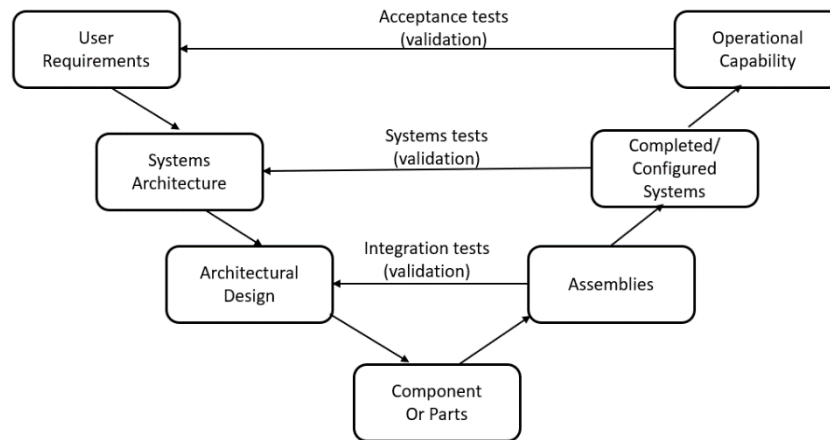 Acceptance tests
(validation)
User
Requirements
Operational
Capability
Systems tests
(validation)
Systems
Architecture
Completed/
Configured
Systems
Integration tests
(validation)
Architectural
Design
Assemblies
Component
Or Parts